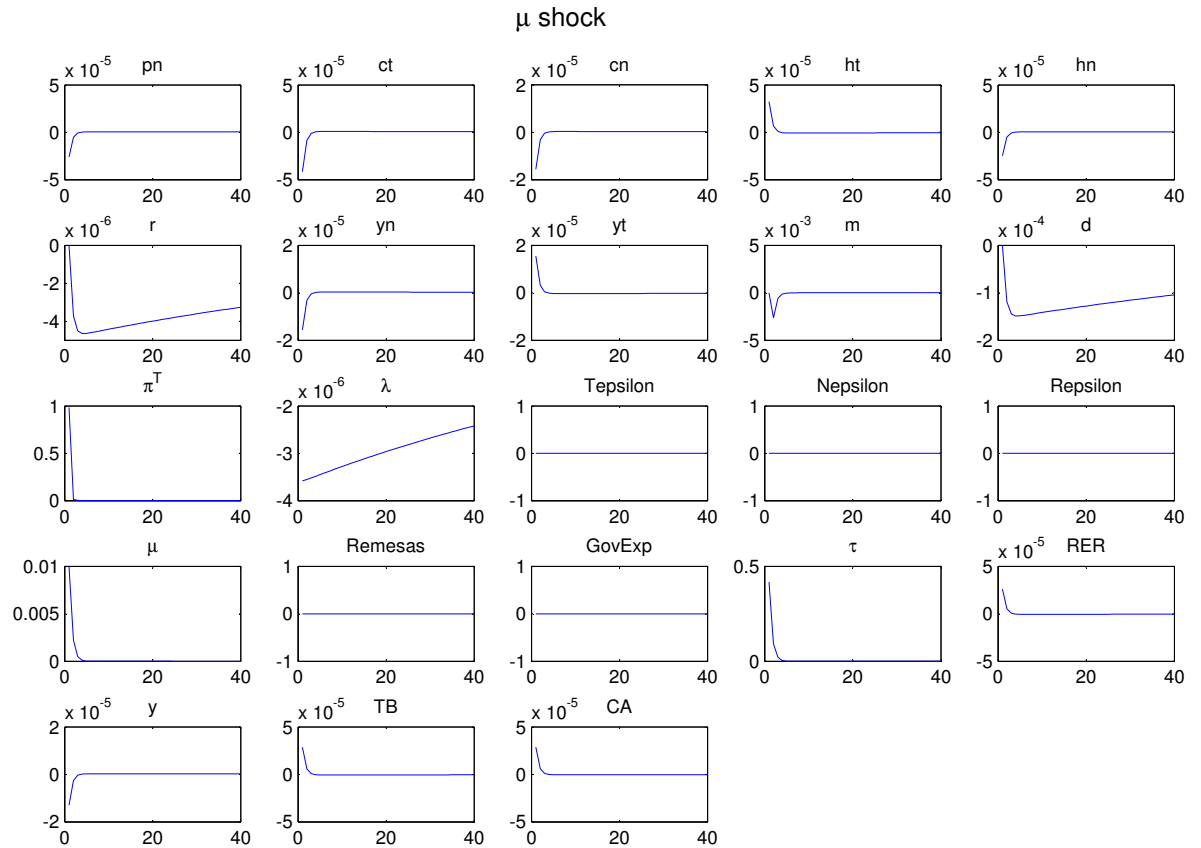 μ shock
x 10^-5 pn
x 10^-5 ct
x 10^-5 cn
x 10^-5 ht
x 10^-5 hn
5
0
-5
0 20 40
5
0
-5
0 20 40
2
0
-2
0 20 40
5
0
-5
0 20 40
5
0
-5
0 20 40
x 10^-6 r
x 10^-5 yn
x 10^-5 yt
x 10^-3 m
x 10^-4 d
0
-2
-4
0 20 40
2
0
-2
0 20 40
2
0
-2
0 20 40
5
0
-5
0 20 40
0
-1
-2
0 20 40
π^T
x 10^-6 λ
Tepsilon
Nepsilon
Repsilon
1
0.5
0
0 20 40
-2
-3
-4
0 20 40
1
0
-1
0 20 40
1
0
-1
0 20 40
1
0
-1
0 20 40
μ
Remesas
GovExp
τ
x 10^-5 RER
0.01
0.005
0
0 20 40
1
0
-1
0 20 40
1
0
-1
0 20 40
0.5
0
0 20 40
5
0
-5
0 20 40
x 10^-5 y
x 10^-5 TB
x 10^-5 CA
2
0
-2
0 20 40
5
0
-5
0 20 40
5
0
-5
0 20 40